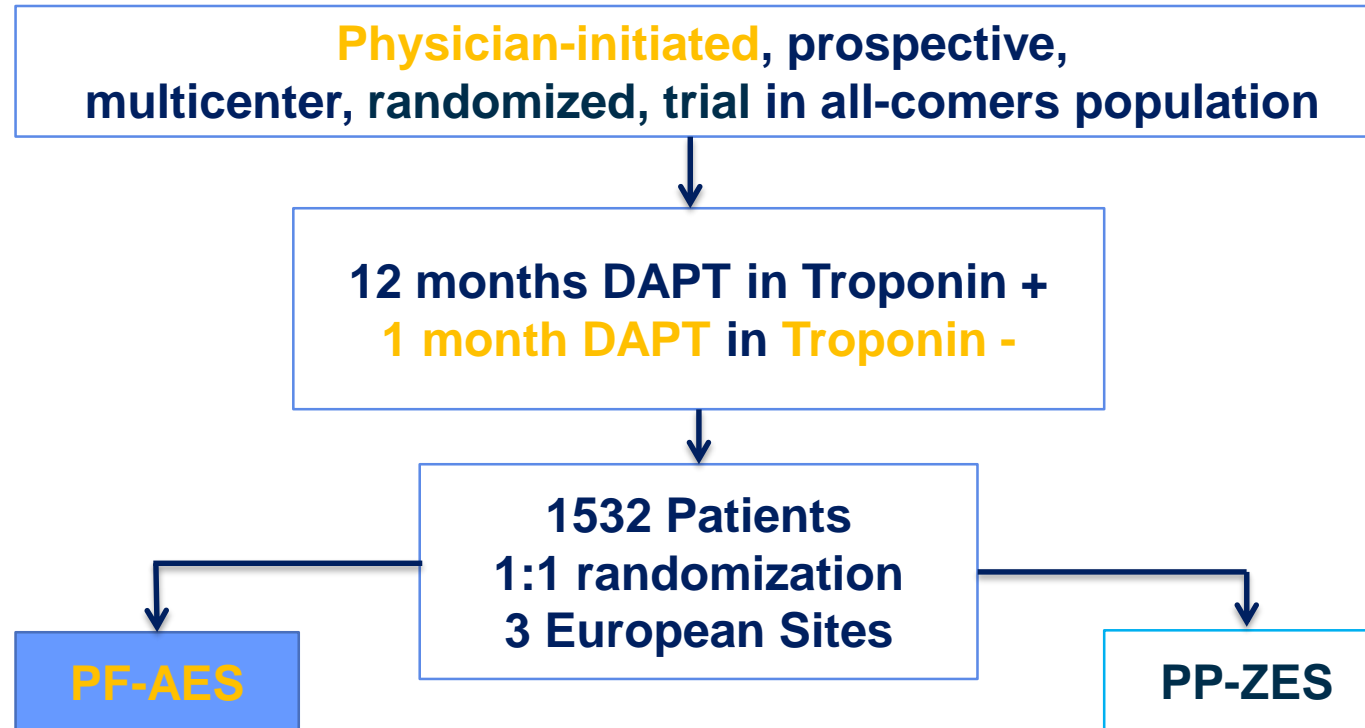 Physician-initiated, prospective,
multicenter, randomized, trial in all-comers population
12 months DAPT in Troponin +
1 month DAPT in Troponin -
1532 Patients
1:1 randomization
3 European Sites
PF-AES
PP-ZES